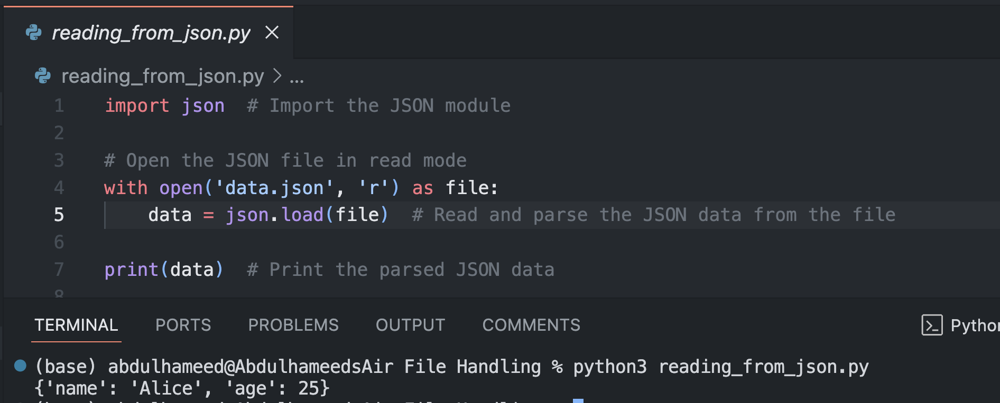 reading_from_json.py
reading_from_json.py > ...
1 import json  # Import the JSON module
2
3 # Open the JSON file in read mode
4 with open('data.json', 'r') as file:
5     data = json.load(file)  # Read and parse the JSON data from the file
6
7 print(data)  # Print the parsed JSON data
8
TERMINAL PORTS PROBLEMS OUTPUT COMMENTS
(base) abdulhameed@AbdulhameedsAir File Handling % python3 reading_from_json.py
{'name': 'Alice', 'age': 25}